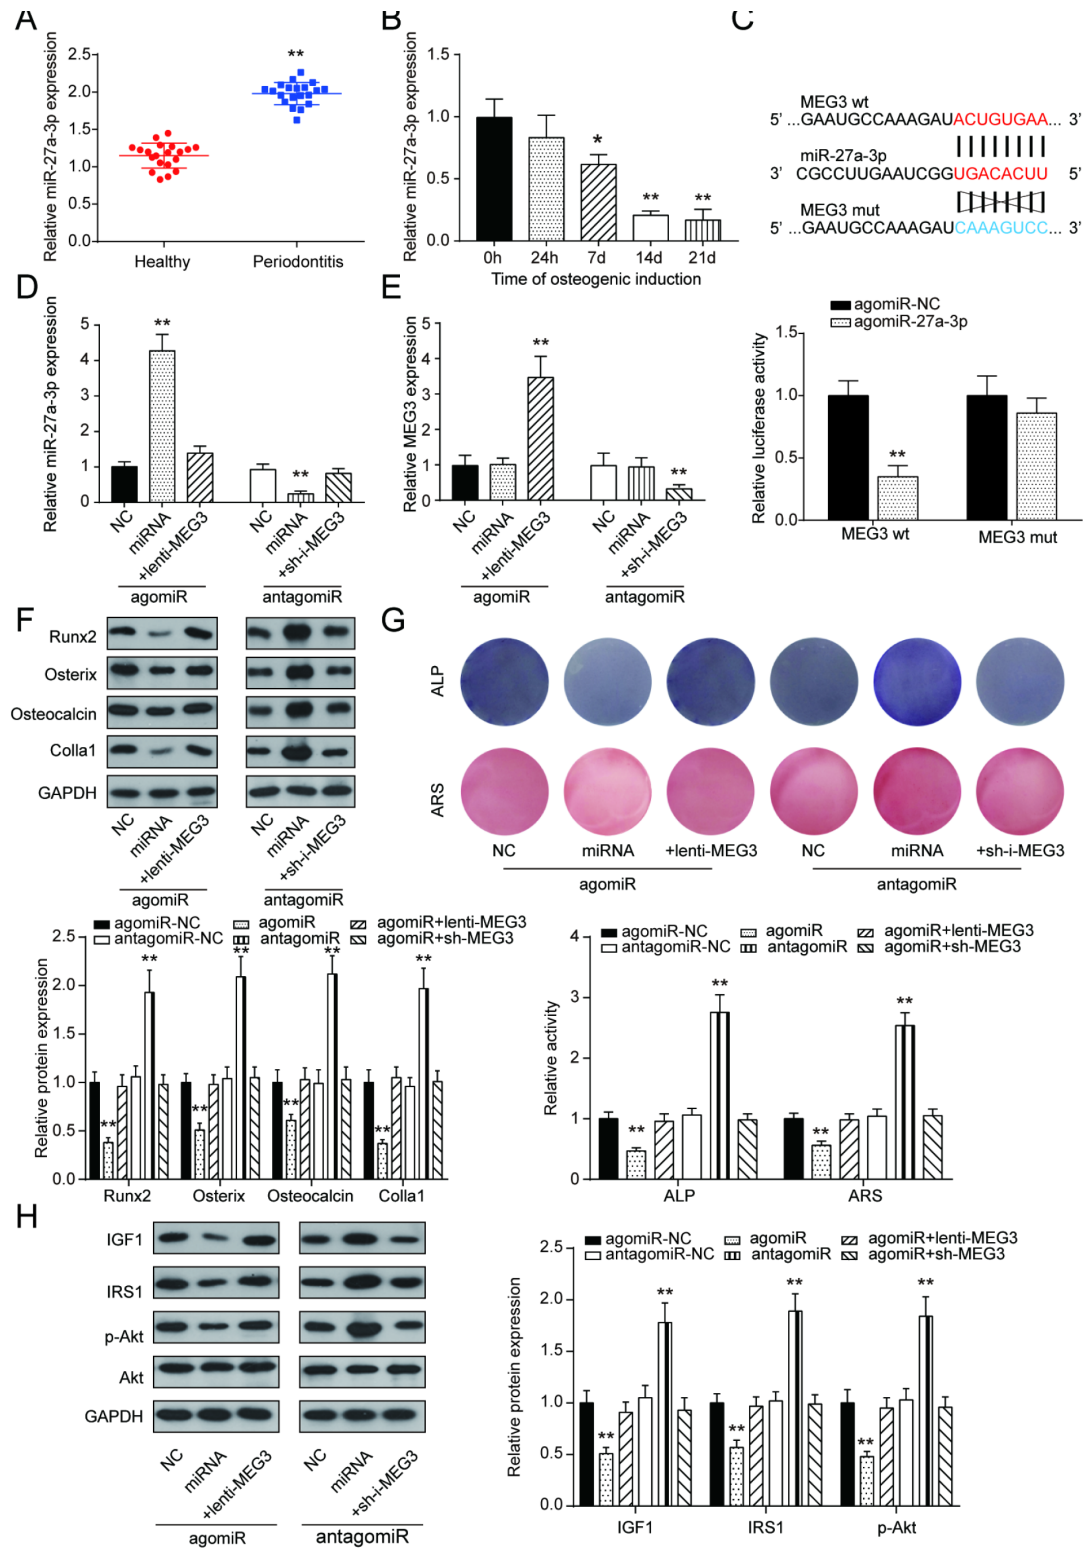 A
Relative miR-27a-3p expression
2.5
2.0
1.5
1.0
0.5
0.0
**
Healthy
Periodontitis
B
Relative miR-27a-3p expression
1.5
1.0
0.5
0.0
*
**
**
0h
24h
7d
14d
21d
Time of osteogenic induction
C
MEG3 wt
5' ...GAAUGCCAAAGAUACUGUGAA... 3'
miR-27a-3p
3' CGCCUUGAAUCGGUGACACUU 5'
MEG3 mut
5' ...GAAUGCCAAAGAUCAAAGUCC... 3'
agomiR-NC
agomiR-27a-3p
Relative luciferase activity
1.5
1.0
0.5
0.0
**
MEG3 wt
MEG3 mut
D
Relative miR-27a-3p expression
5
4
3
2
1
0
**
**
NC
miRNA
+lenti-MEG3
NC
miRNA
+sh-i-MEG3
agomiR
antagomiR
E
Relative MEG3 expression
5
4
3
2
1
0
**
**
NC
miRNA
+lenti-MEG3
NC
miRNA
+sh-i-MEG3
agomiR
antagomiR
F
Runx2
Osterix
Osteocalcin
Colla1
GAPDH
NC
miRNA
+lenti-MEG3
NC
miRNA
+sh-i-MEG3
agomiR
antagomiR
agomiR-NC
agomiR
agomiR+lenti-MEG3
antagomiR-NC
antagomiR
agomiR+sh-MEG3
Relative protein expression
2.5
2.0
1.5
1.0
0.5
0.0
**
**
**
**
**
**
**
**
Runx2
Osterix
Osteocalcin
Colla1
G
ALP
ARS
NC
miRNA
+lenti-MEG3
NC
miRNA
+sh-i-MEG3
agomiR
antagomiR
agomiR-NC
agomiR
agomiR+lenti-MEG3
antagomiR-NC
antagomiR
agomiR+sh-MEG3
Relative activity
4
3
2
1
0
**
**
**
**
ALP
ARS
H
IGF1
IRS1
p-Akt
Akt
GAPDH
NC
miRNA
+lenti-MEG3
NC
miRNA
+sh-i-MEG3
agomiR
antagomiR
agomiR-NC
agomiR
agomiR+lenti-MEG3
antagomiR-NC
antagomiR
agomiR+sh-MEG3
Relative protein expression
2.5
2.0
1.5
1.0
0.5
0.0
**
**
**
**
**
**
IGF1
IRS1
p-Akt